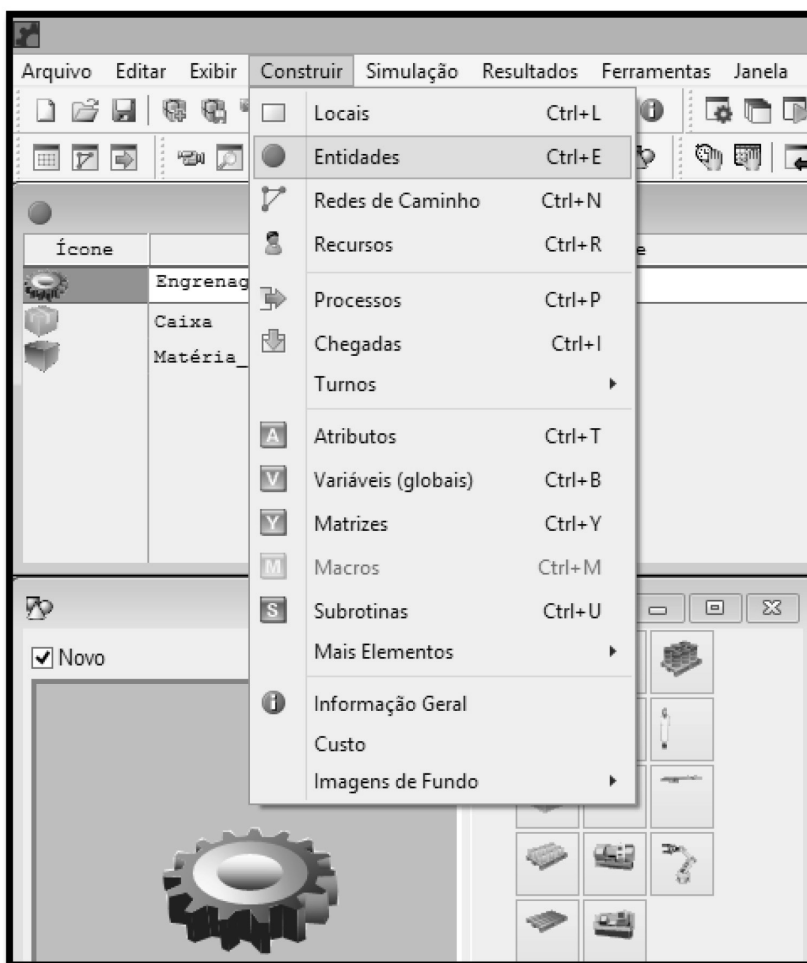 Arquivo Editar Exibir Construir Simulação Resultados Ferramentas Janela
Locais Ctrl+L
Entidades Ctrl+E
Redes de Caminho Ctrl+N
Recursos Ctrl+R
Processos Ctrl+P
Chegadas Ctrl+I
Turnos
A Atributos Ctrl+T
V Variáveis (globais) Ctrl+B
Y Matrizes Ctrl+Y
M Macros Ctrl+M
S Subrotinas Ctrl+U
Mais Elementos
Informação Geral
Custo
Imagens de Fundo
Ícone e
Engrenag
Caixa
Matéria_
Novo